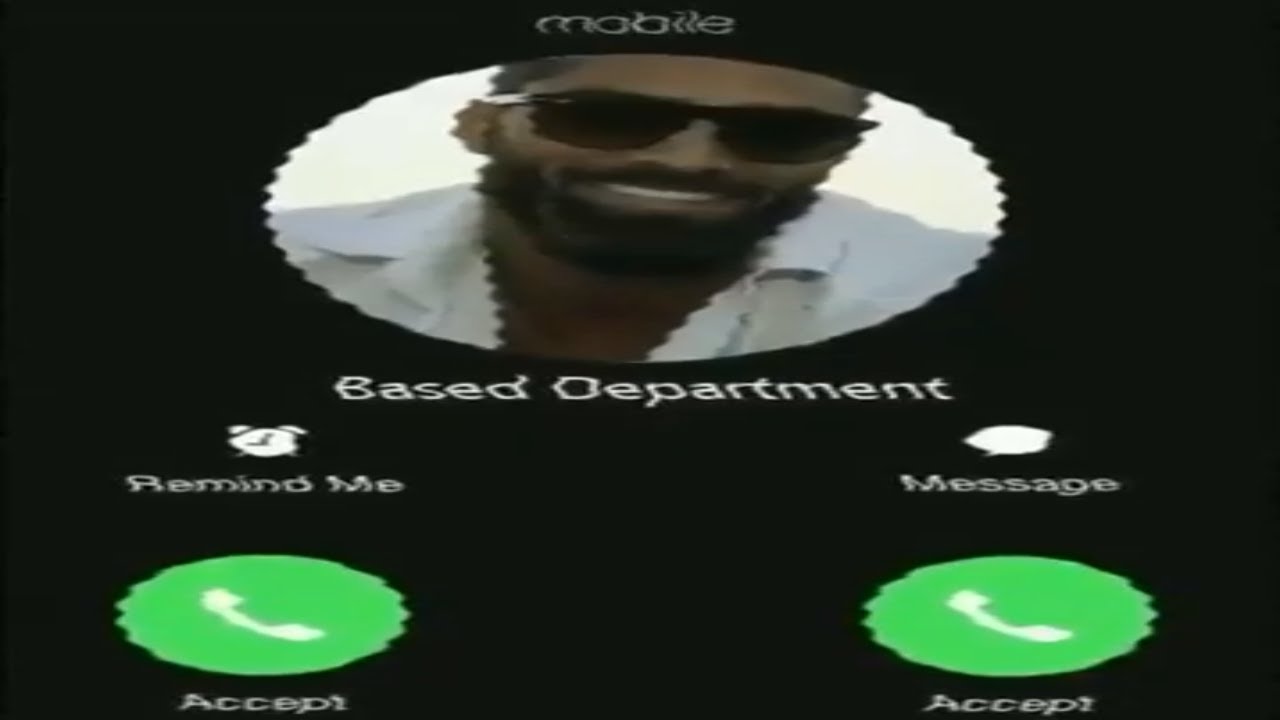 mobile
Based Department
Remind Me
Message
Accept
Accept